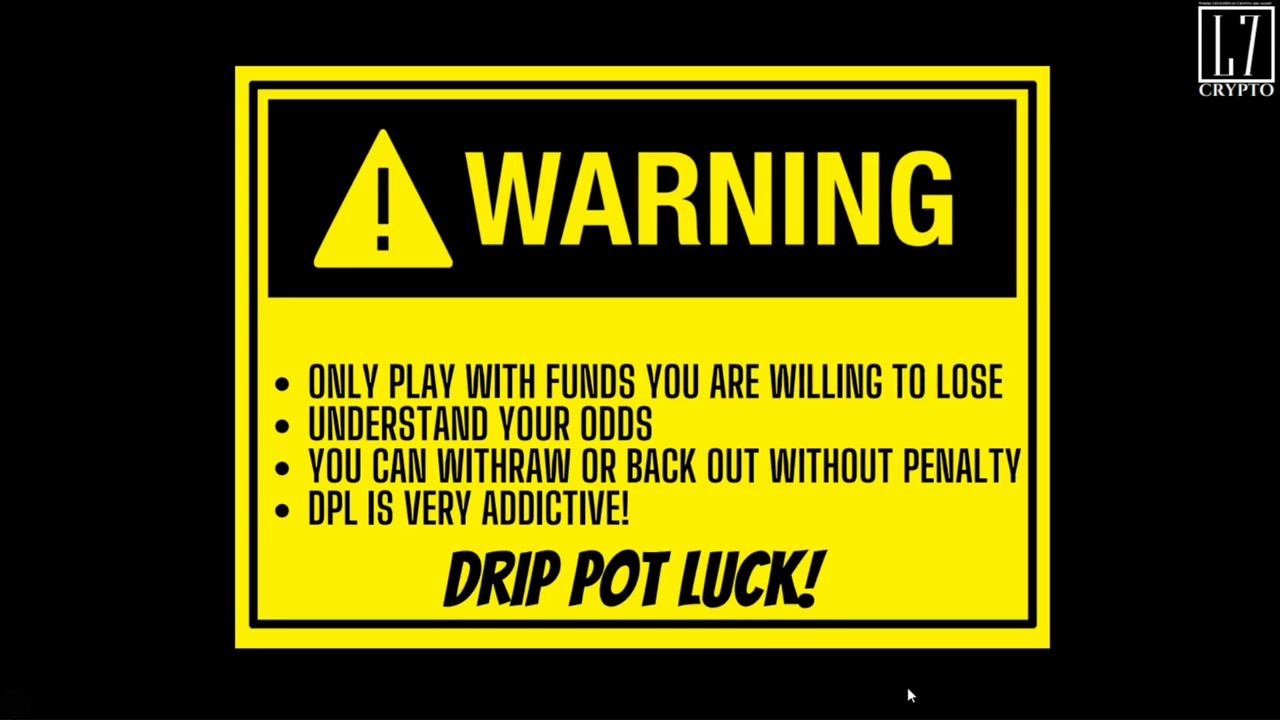 L7
CRYPTO
WARNING
• ONLY PLAY WITH FUNDS YOU ARE WILLING TO LOSE
• UNDERSTAND YOUR ODDS
• YOU CAN WITHRAW OR BACK OUT WITHOUT PENALTY
• DPL IS VERY ADDICTIVE!
DRIP POT LUCK!